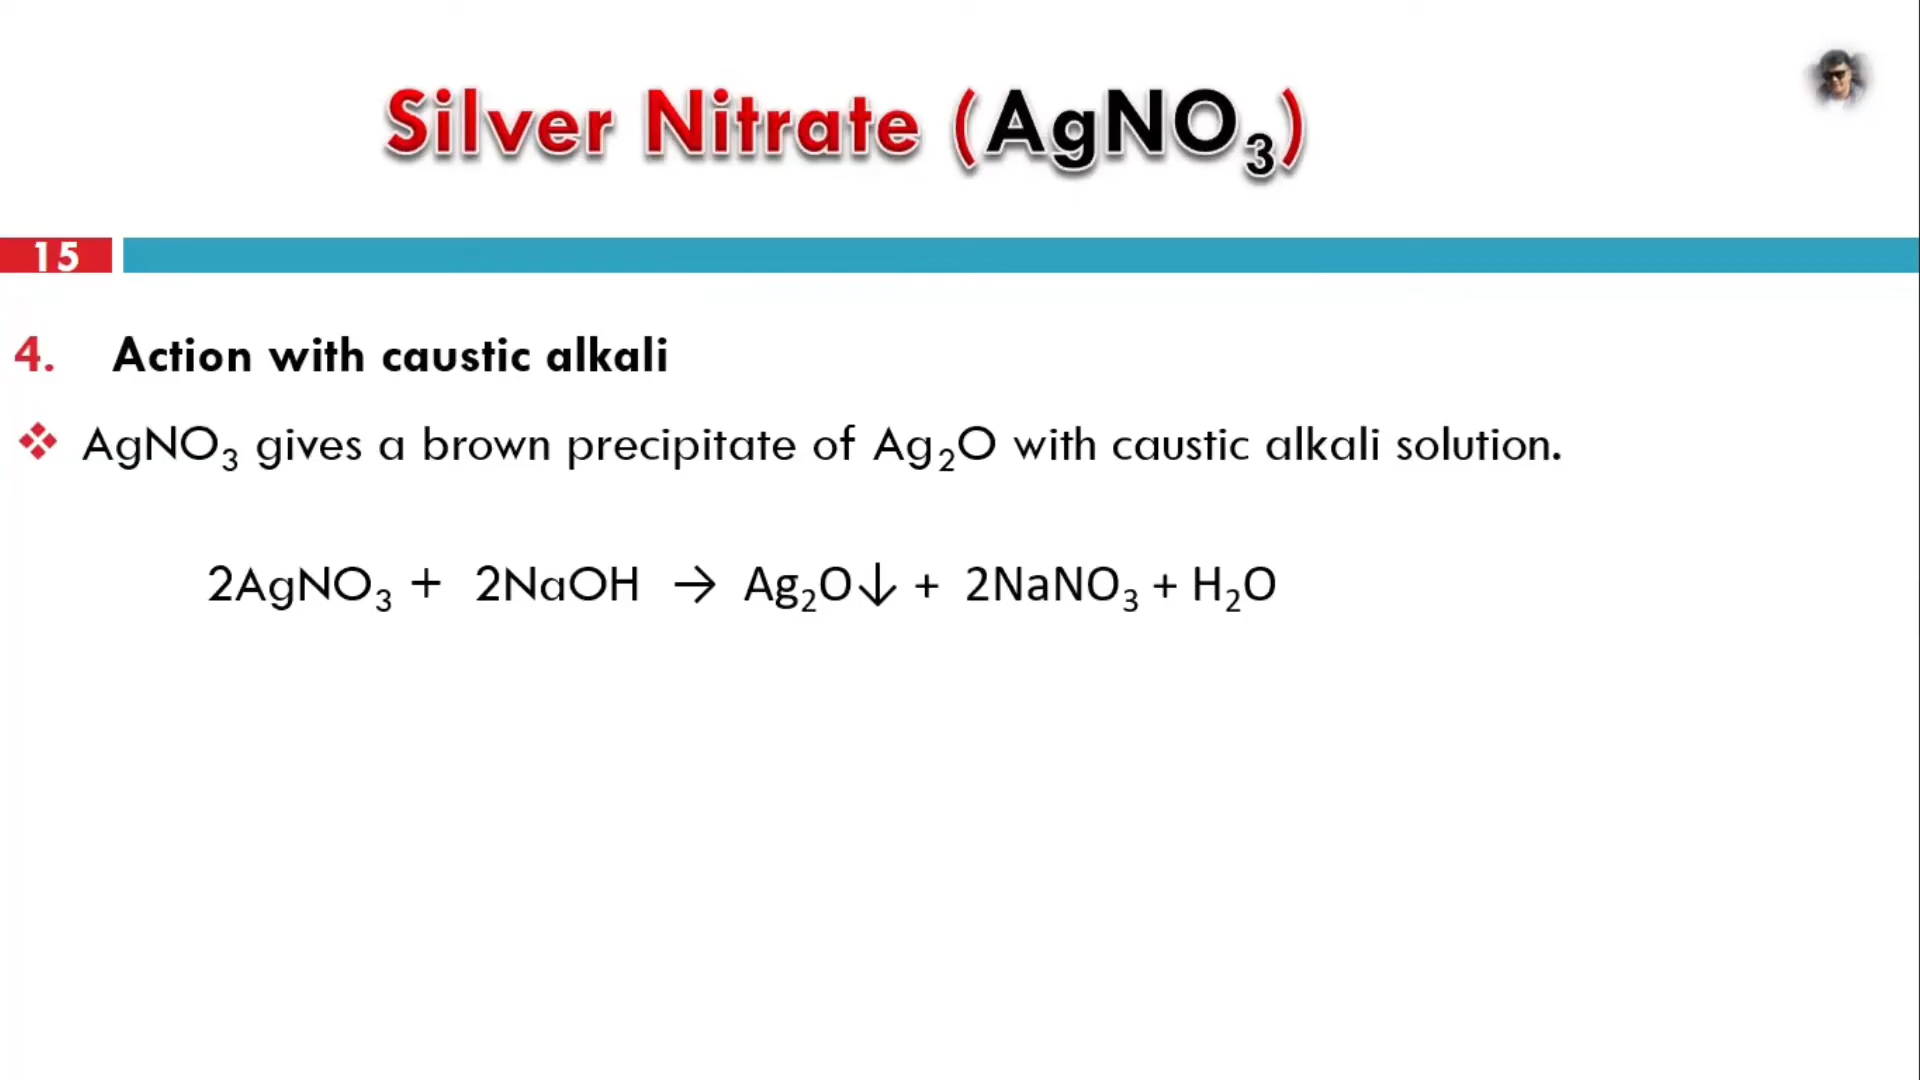 Silver Nitrate (AgNO₃)
15
4. Action with caustic alkali
❖ AgNO₃ gives a brown precipitate of Ag₂O with caustic alkali solution.
2AgNO₃ + 2NaOH → Ag₂O↓ + 2NaNO₃ + H₂O